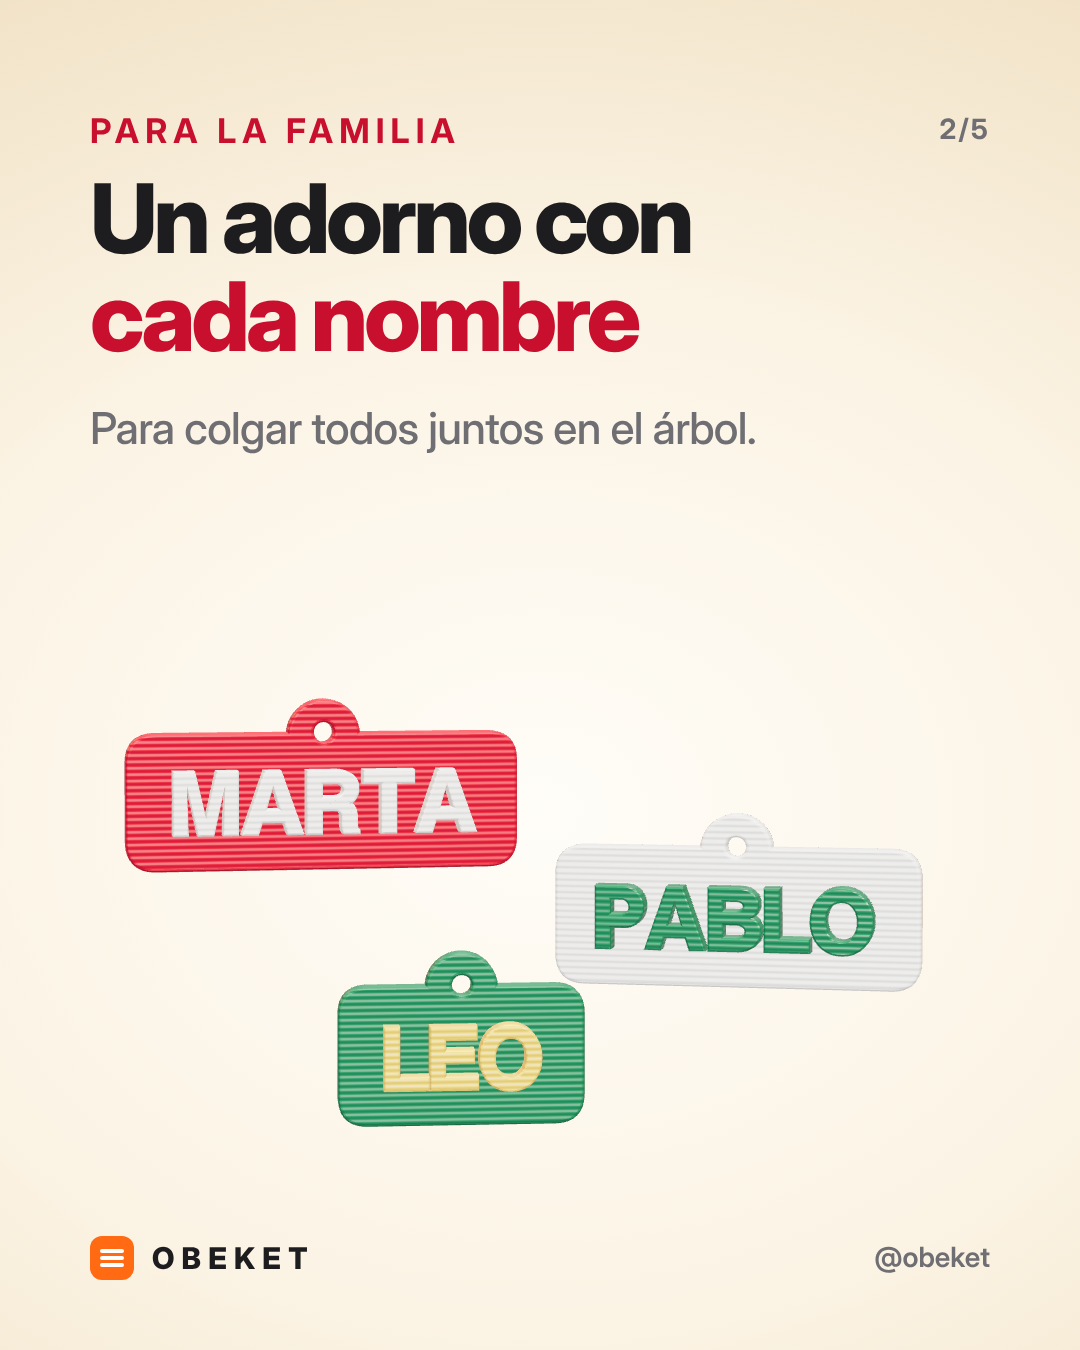 PARA LA FAMILIA
2/5
Un adorno con
cada nombre
Para colgar todos juntos en el árbol.
MARTA
PABLO
LEO
OBEKET
@obeket